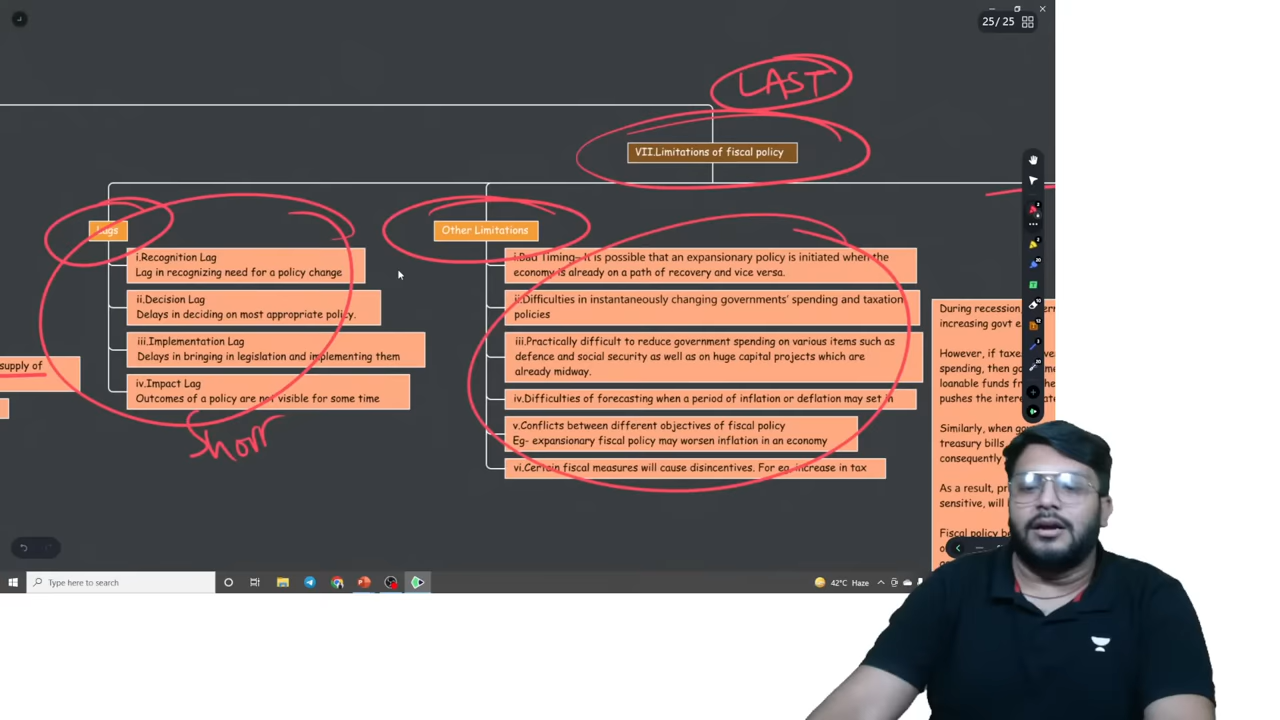 25/25
LAST
VII.Limitations of fiscal policy
Lags
i.Recognition Lag
Lag in recognizing need for a policy change
ii.Decision Lag
Delays in deciding on most appropriate policy.
iii.Implementation Lag
Delays in bringing in legislation and implementing them
iv.Impact Lag
Outcomes of a policy are not visible for some time
supply of
Other Limitations
i.Bad Timing- It is possible that an expansionary policy is initiated when the
economy is already on a path of recovery and vice versa.
ii.Difficulties in instantaneously changing governments' spending and taxation
policies
iii.Practically difficult to reduce government spending on various items such as
defence and social security as well as on huge capital projects which are
already midway.
iv.Difficulties of forecasting when a period of inflation or deflation may set in
v.Conflicts between different objectives of fiscal policy
Eg- expansionary fiscal policy may worsen inflation in an economy
vi.Certain fiscal measures will cause disincentives. For eg. increase in tax
During recession,
increasing govt
However, if
spending, then
loanable funds
pushes the
Similarly, when
treasury bills,
consequently
As a result,
sensitive, will
Fiscal policy
Type here to search
42°C Haze